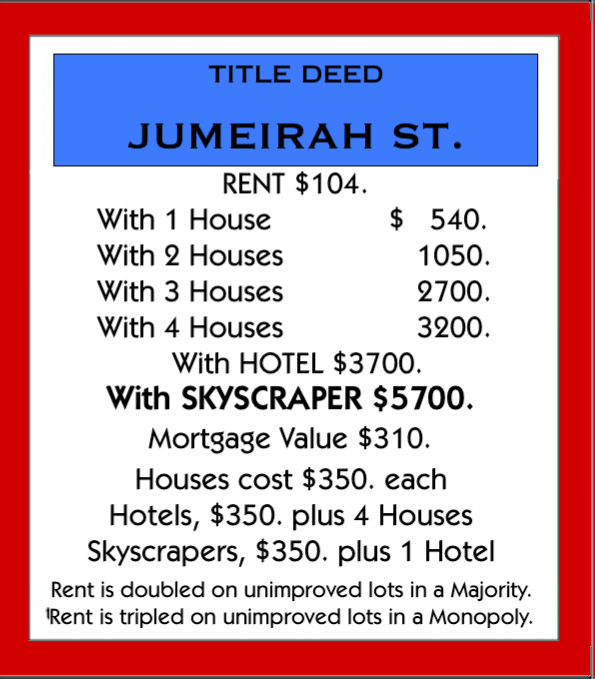 TITLE DEED
JUMEIRAH ST.
RENT $104.
With 1 House $ 540.
With 2 Houses 1050.
With 3 Houses 2700.
With 4 Houses 3200.
With HOTEL $3700.
With SKYSCRAPER $5700.
Mortgage Value $310.
Houses cost $350. each
Hotels, $350. plus 4 Houses
Skyscrapers, $350. plus 1 Hotel
Rent is doubled on unimproved lots in a Majority.
†Rent is tripled on unimproved lots in a Monopoly.